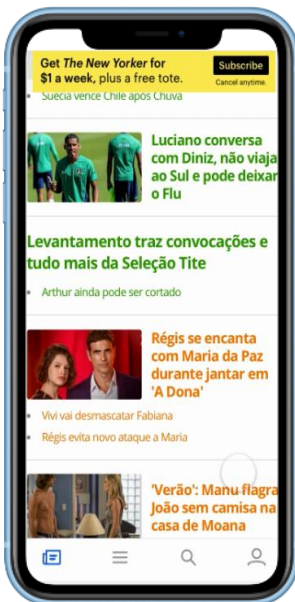 Get The New Yorker for
$1 a week, plus a free tote.
Subscribe
Cancel anytime.
Suécia vence Chile após Chuva
Luciano conversa
com Diniz, não viaja
ao Sul e pode deixar
o Flu
Levantamento traz convocações e
tudo mais da Seleção Tite
Arthur ainda pode ser cortado
Régis se encanta
com Maria da Paz
durante jantar em
'A Dona'
Vivi vai desmascatar Fabiana
Régis evita novo ataque a Maria
'Verão': Manu flagra
João sem camisa na
casa de Moana